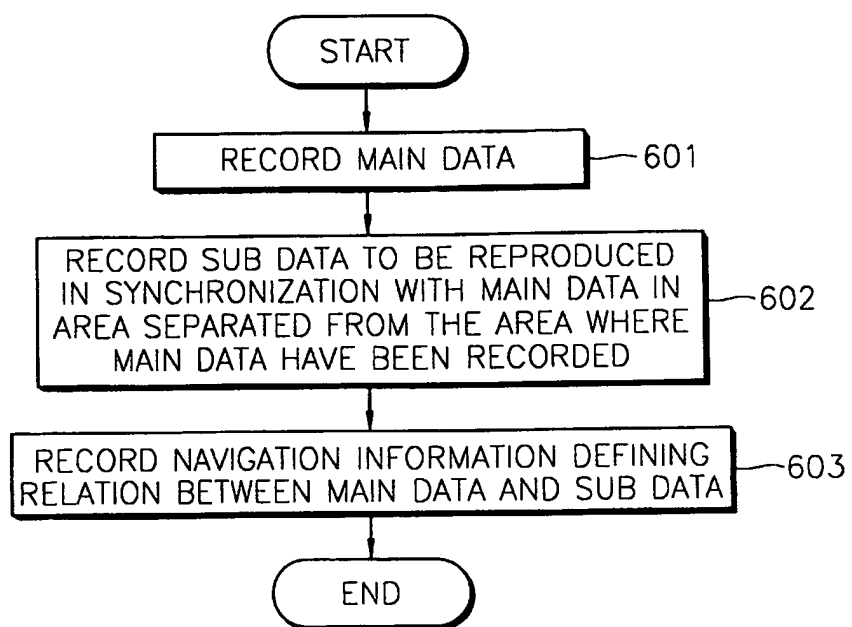 START
RECORD MAIN DATA
601
RECORD SUB DATA TO BE REPRODUCED
IN SYNCHRONIZATION WITH MAIN DATA IN
AREA SEPARATED FROM THE AREA WHERE
MAIN DATA HAVE BEEN RECORDED
602
RECORD NAVIGATION INFORMATION DEFINING
RELATION BETWEEN MAIN DATA AND SUB DATA
603
END